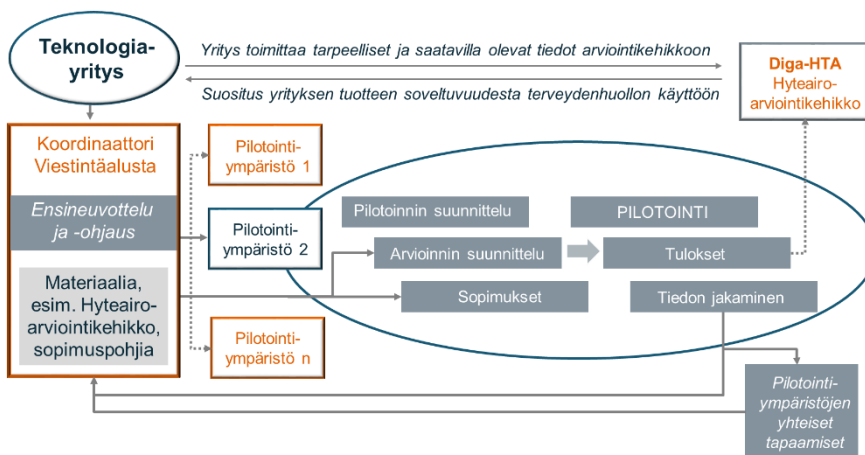 Teknologia-
yritys
Yritys toimittaa tarpeelliset ja saatavilla olevat tiedot arviointikehikkoon
Suositus yrityksen tuotteen soveltuvuudesta terveydenhuollon käyttöön
Diga-HTA
Hyteairo-
arviointikehikko
Koordinaattori
Viestintäalusta
Ensineuvottelu
ja -ohjaus
Materiaalia,
esim. Hyteairo-
arviointikehikko,
sopimuspohjia
Pilotointi-
ympäristö 1
Pilotointi-
ympäristö 2
Pilotointi-
ympäristö n
Pilotoinnin suunnittelu
PILOTOINTI
Arvioinnin suunnittelu
Tulokset
Sopimukset
Tiedon jakaminen
Pilotointi-
ympäristöjen
yhteiset
tapaamiset